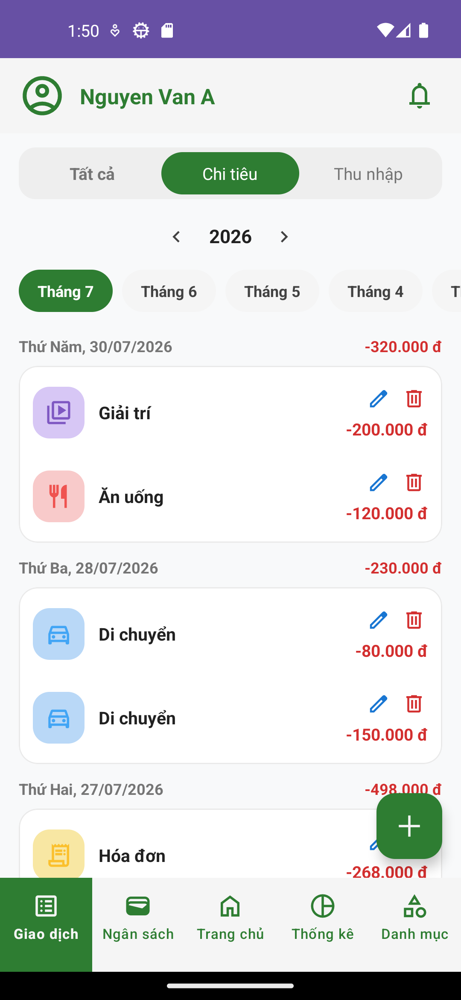 1:50
Nguyen Van A
Tất cả
Chi tiêu
Thu nhập
2026
Tháng 7
Tháng 6
Tháng 5
Tháng 4
Thứ Năm, 30/07/2026
-320.000 đ
Giải trí
-200.000 đ
Ăn uống
-120.000 đ
Thứ Ba, 28/07/2026
-230.000 đ
Di chuyển
-80.000 đ
Di chuyển
-150.000 đ
Thứ Hai, 27/07/2026
-498.000 đ
Hóa đơn
-268.000 đ
Giao dịch
Ngân sách
Trang chủ
Thống kê
Danh mục